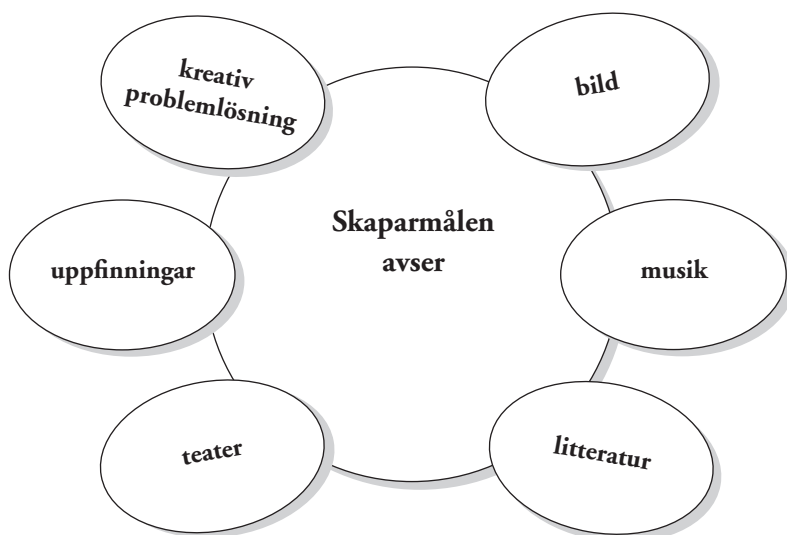 kreativ
problemlösning
bild
Skaparmålen
avser
uppfinningar
musik
teater
litteratur